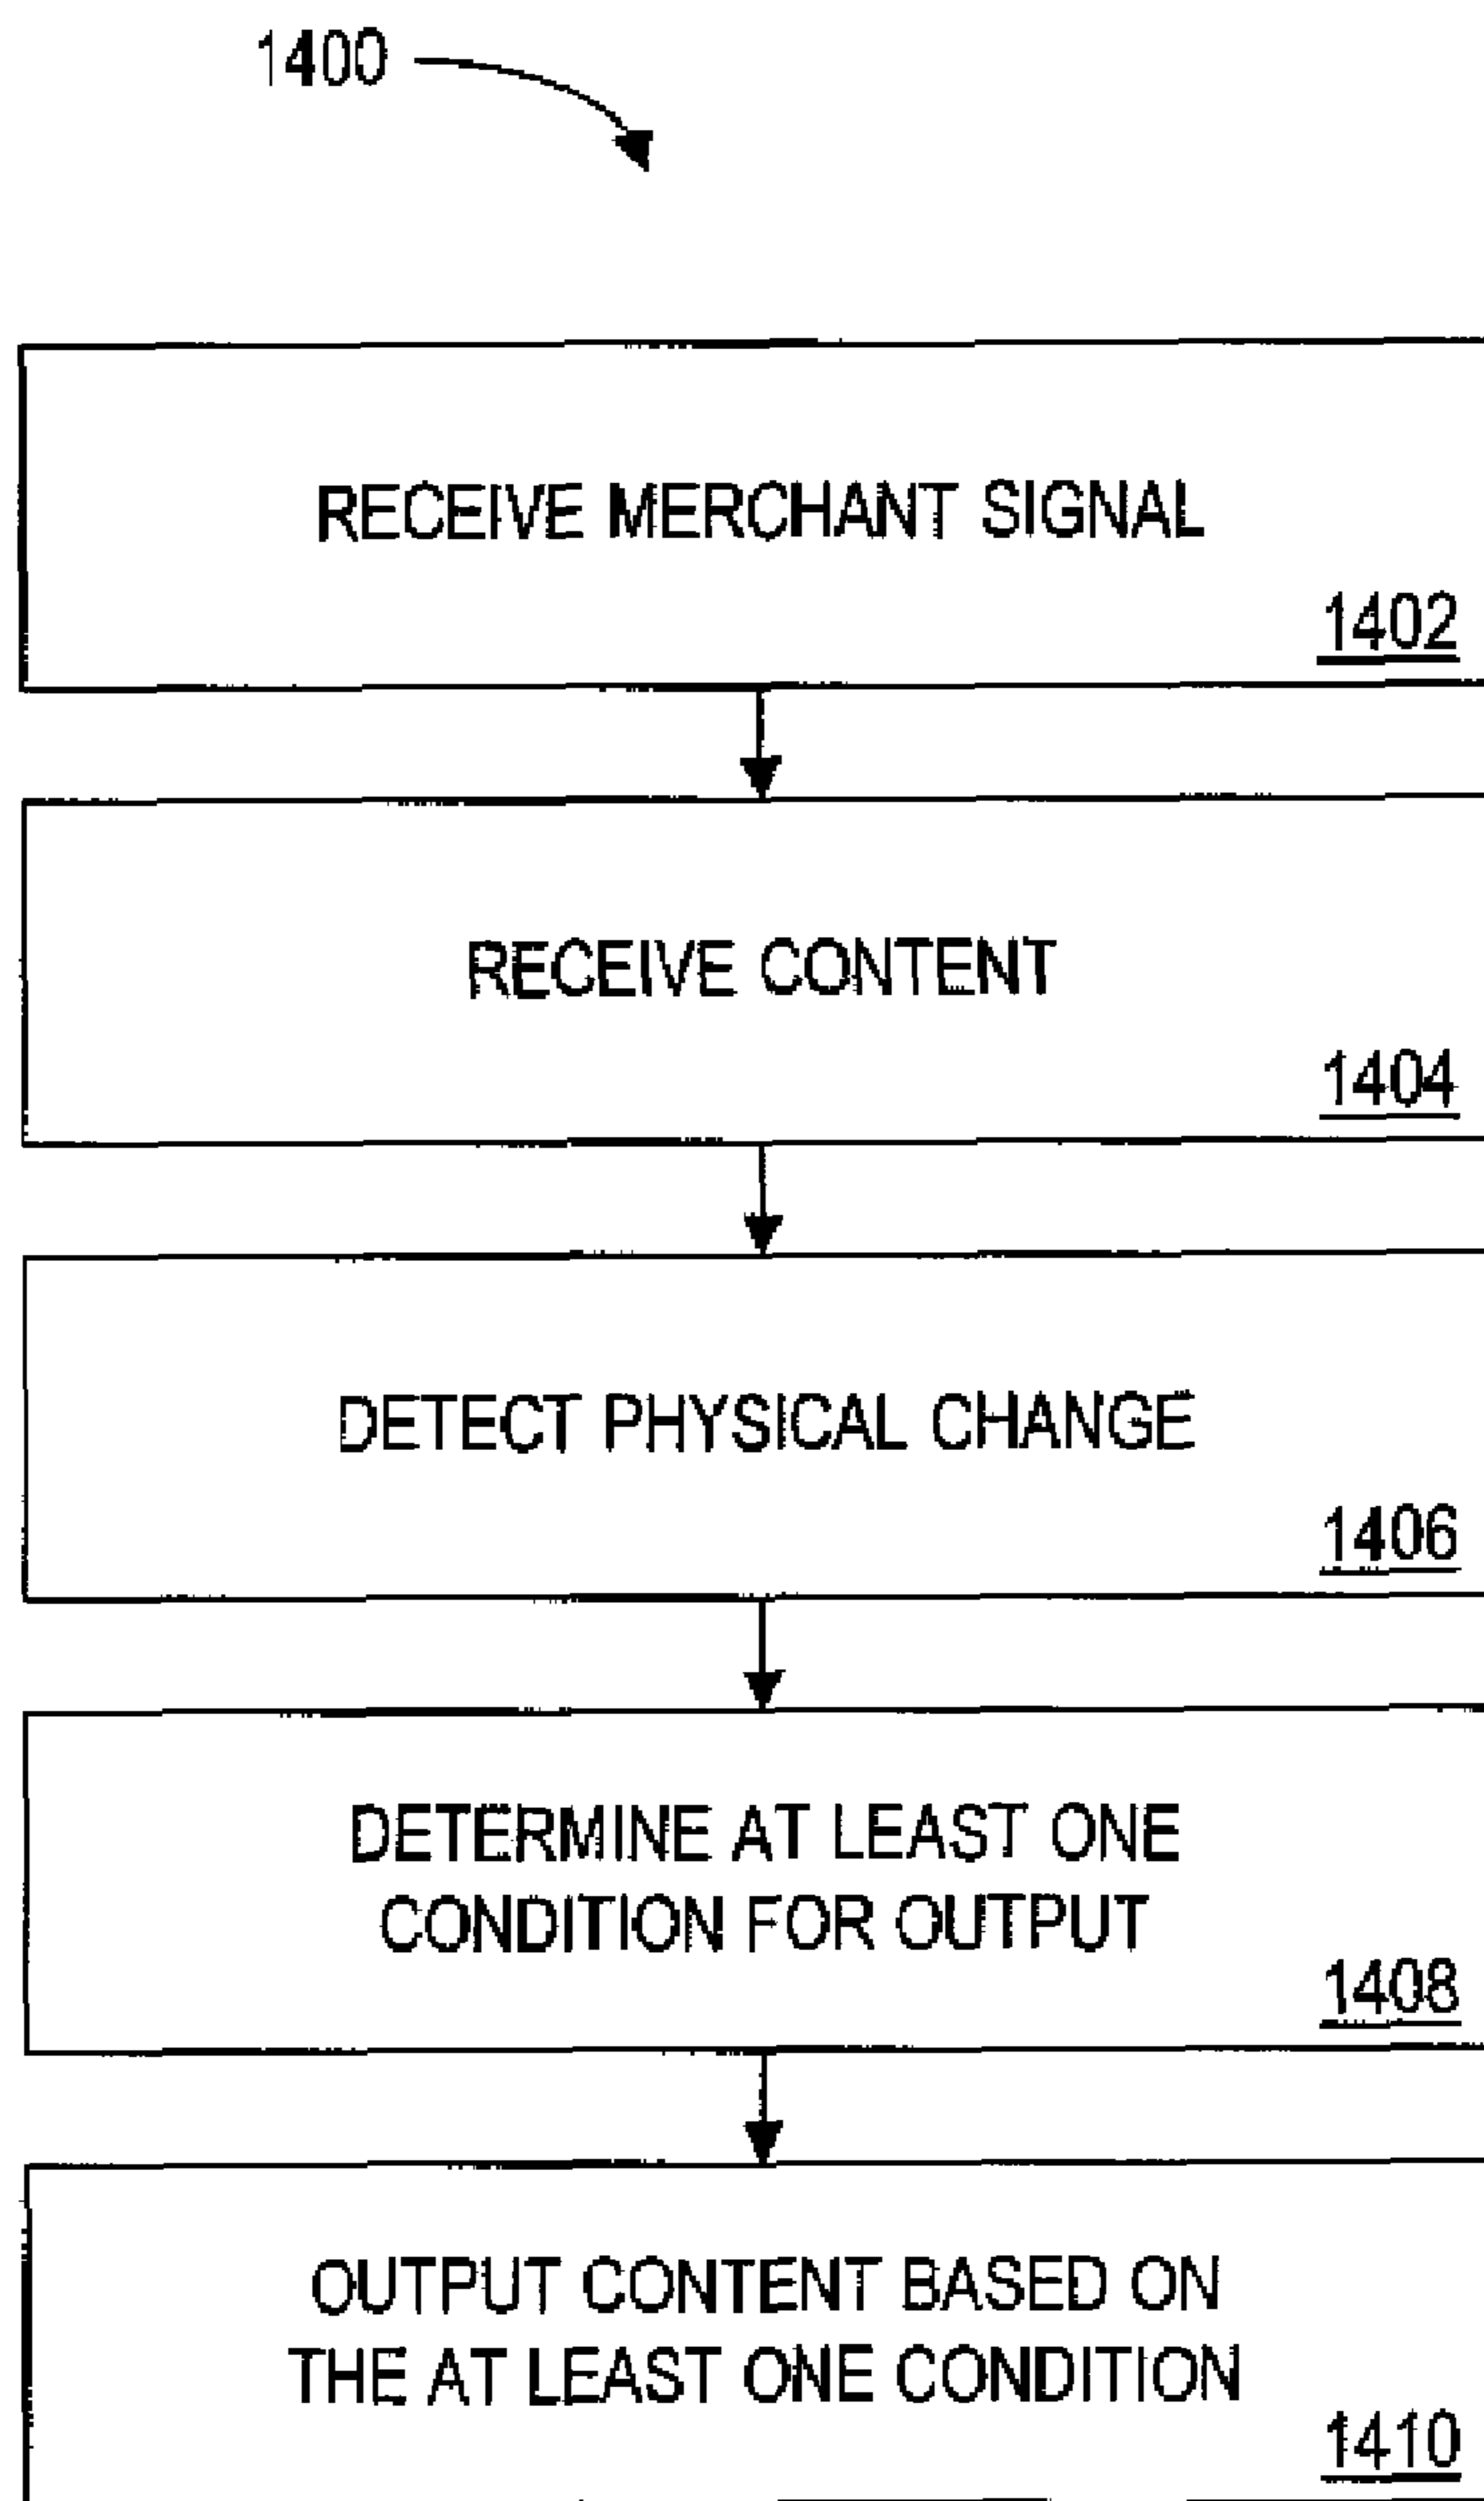 1400
RECEIVE MERCHANT SIGNAL
1402
RECEIVE CONTENT
1404
DETECT PHYSICAL CHANGE
1406
DETERMINE AT LEAST ONE
CONDITION FOR OUTPUT
1408
OUTPUT CONTENT BASED ON
THE AT LEAST ONE CONDITION
1410